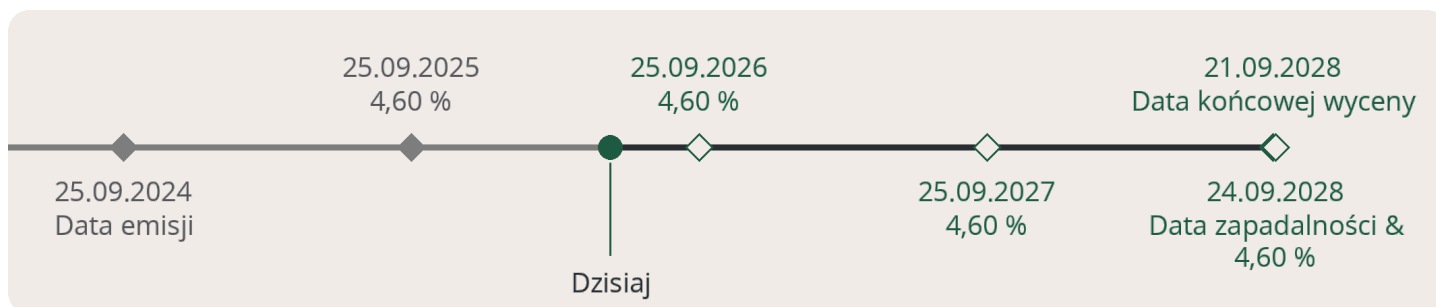 25.09.2025
4,60 %
25.09.2026
4,60 %
21.09.2028
Data końcowej wyceny
25.09.2024
Data emisji
Dzisiaj
25.09.2027
4,60 %
24.09.2028
Data zapadalności &
4,60 %